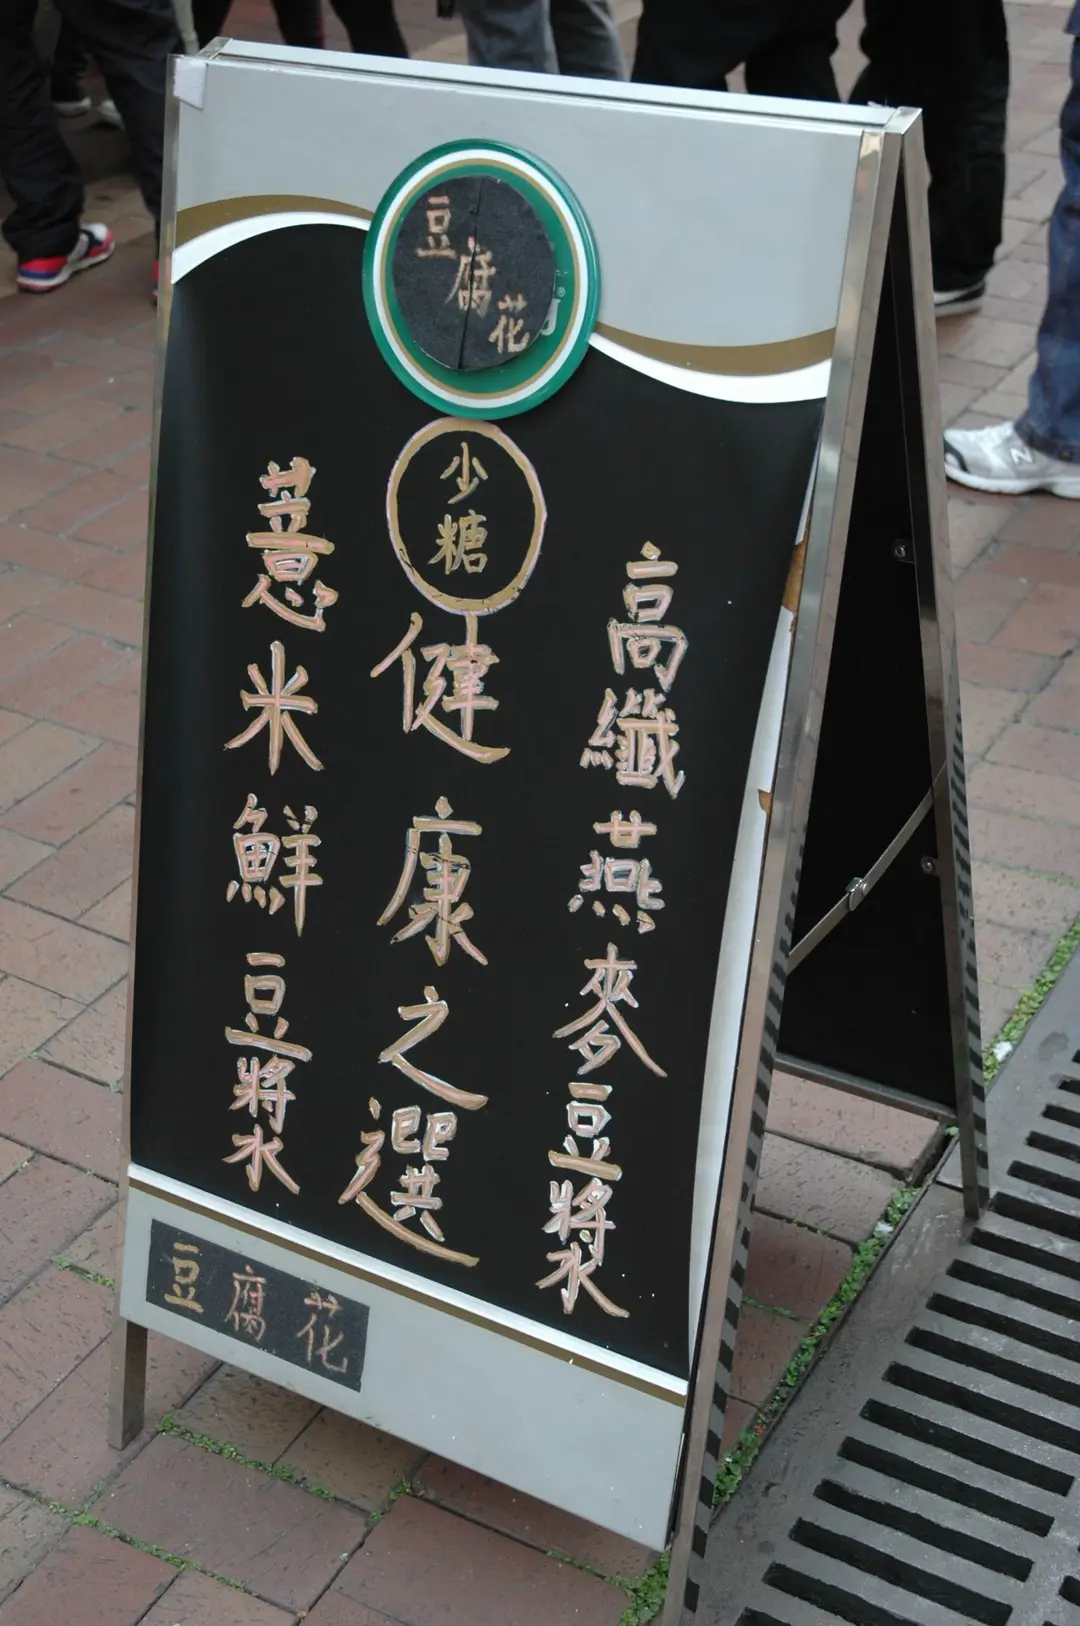 豆腐花
少糖
高纖燕麥豆漿
健康之選
薏米鮮豆漿
豆腐花